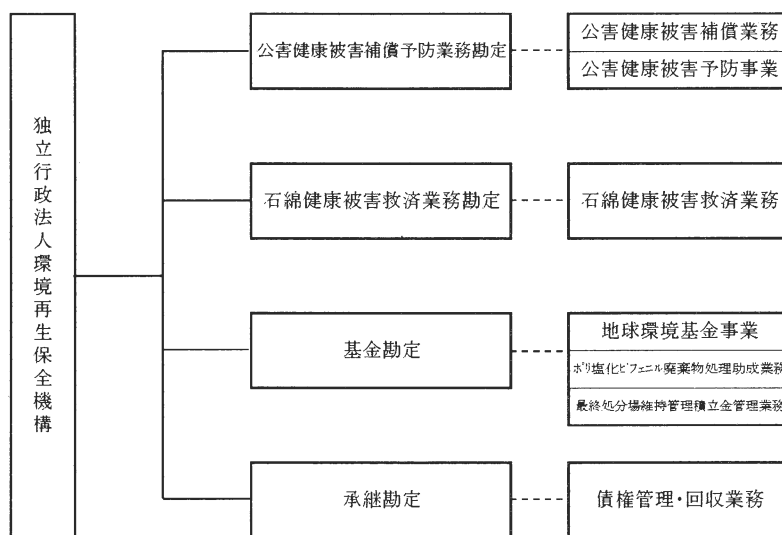 独立行政法人環境再生保全機構
公害健康被害補償予防業務勘定
公害健康被害補償業務
公害健康被害予防事業
石綿健康被害救済業務勘定
石綿健康被害救済業務
基金勘定
地球環境基金事業
ﾎﾟﾘ塩化ﾋﾞﾌｪﾆﾙ廃棄物処理助成業務
最終処分場維持管理積立金管理業務
承継勘定
債権管理・回収業務